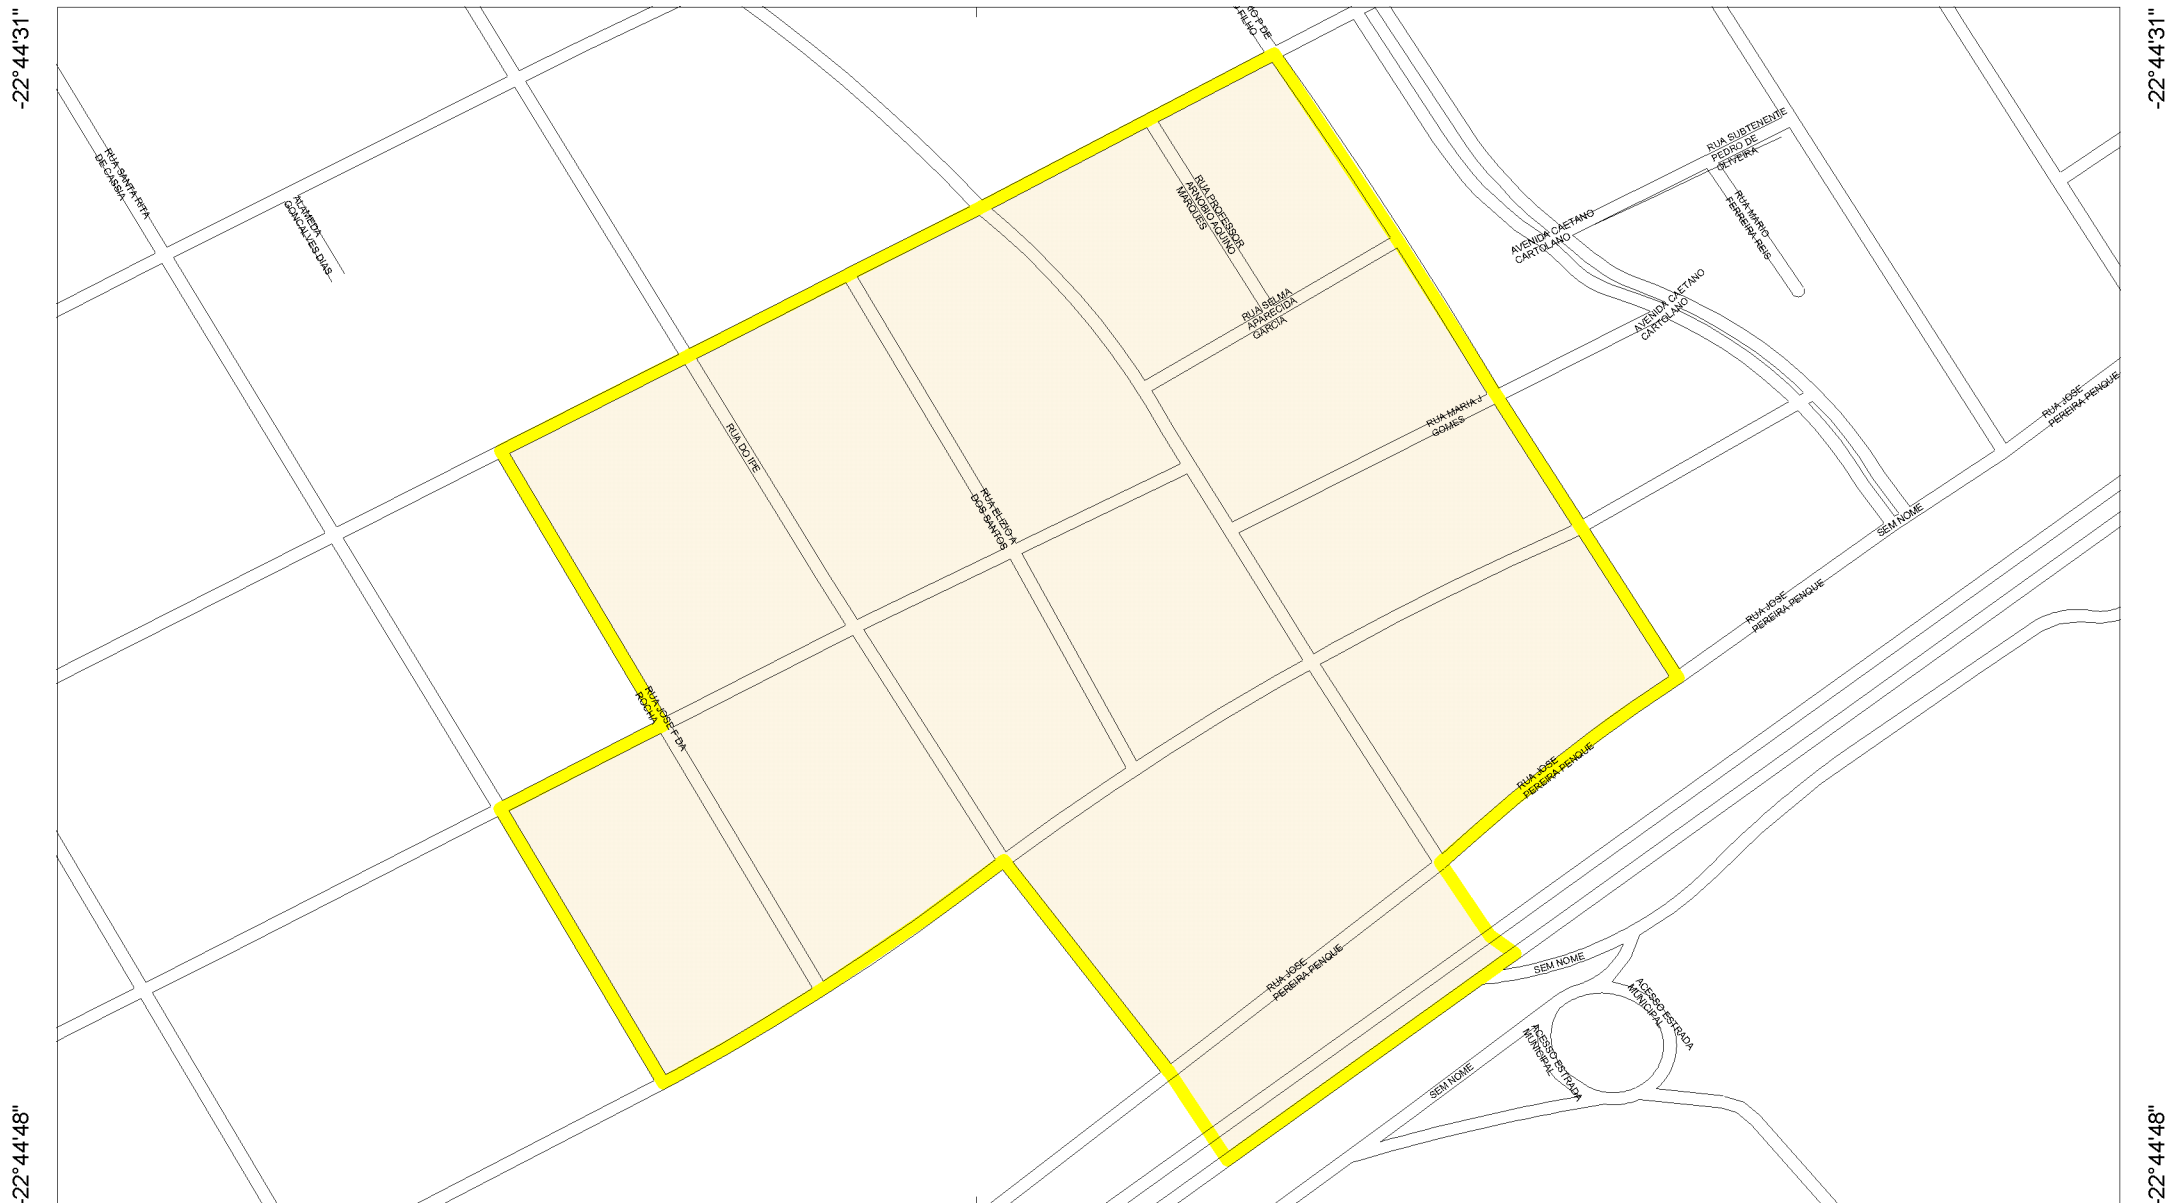 -22°44'31"
-22°44'31"
FILHO
RUA SUBTENENTE
PEDRO DE
OLIVEIRA
RUA SANTA RITA
DE CASSIA
ALAMEDA
GONCALVES DIAS
RUA PROFESSOR
ARNOBIO AQUINO
MARQUES
RUA MARIO
FERREIRA REIS
AVENIDA CAETANO
CARTOLANO
AVENIDA CAETANO
CARTOLANO
RUA SELMA
APARECIDA
GARCIA
RUA JOSE
PEREIRA PENQUE
RUA MARIA J
GOMES
RUA DO IPE
RUA ELIZIO A
DOS SANTOS
SEM NOME
RUA JOSE
PEREIRA PENQUE
RUA JOSE F DA
ROCHA
RUA JOSE
PEREIRA PENQUE
RUA JOSE
PEREIRA PENQUE
SEM NOME
ACESSO ESTRADA
MUNICIPAL
ACESSO ESTRADA
MUNICIPAL
SEM NOME
-22°44'48"
-22°44'48"